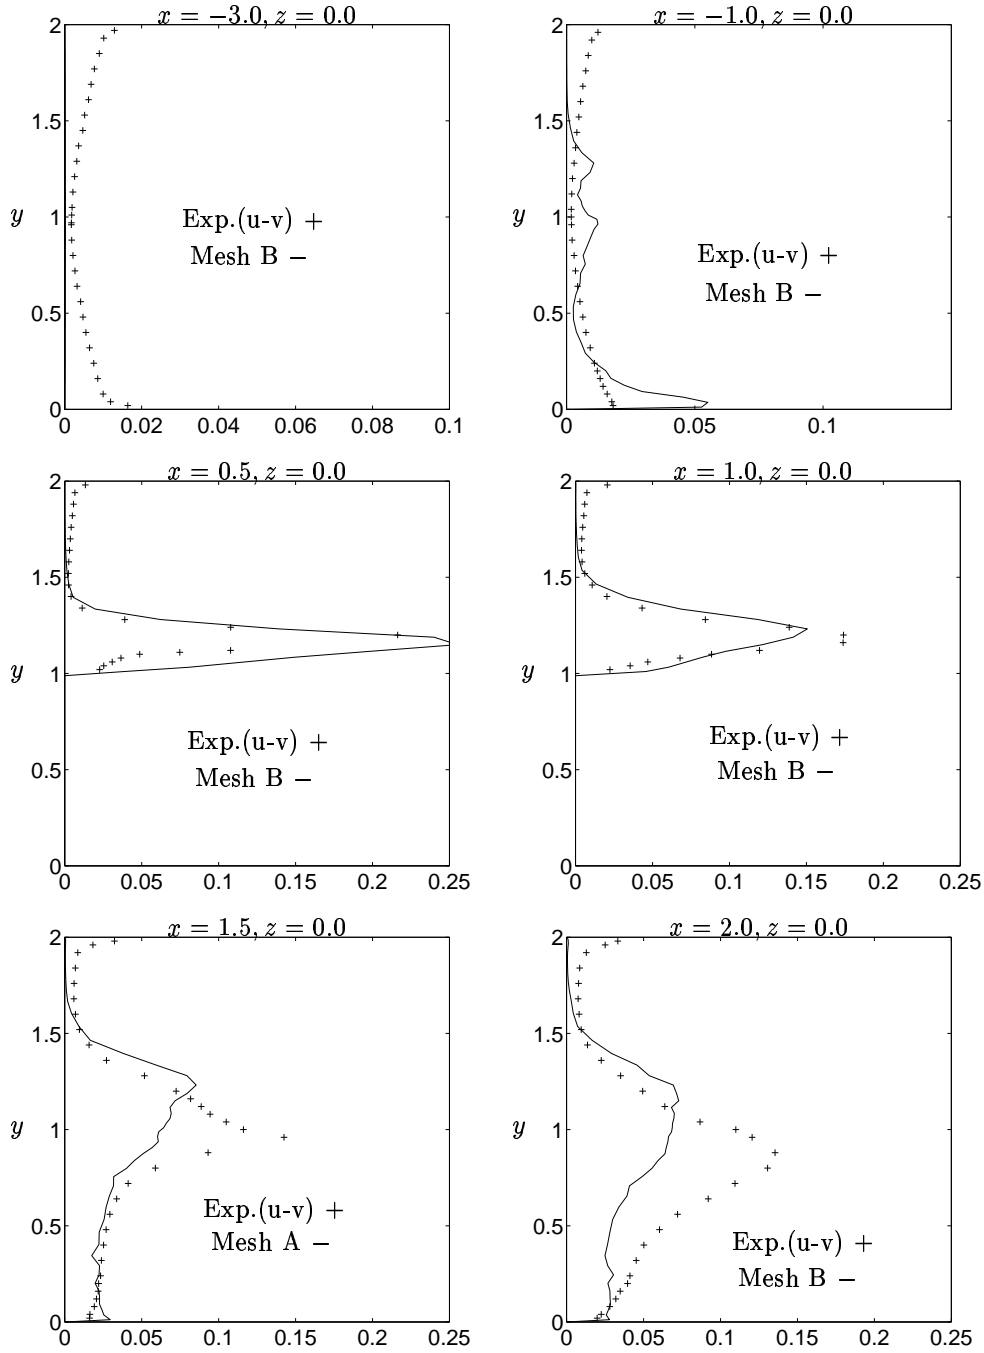 x = −3.0, z = 0.0
2
1.5
y
1
Exp.(u-v) +
Mesh B −
0.5
0
0 0.02 0.04 0.06 0.08 0.1
x = −1.0, z = 0.0
2
1.5
y
1
Exp.(u-v) +
Mesh B −
0.5
0
0 0.05 0.1
x = 0.5, z = 0.0
2
1.5
y
1
Exp.(u-v) +
Mesh B −
0.5
0
0 0.05 0.1 0.15 0.2 0.25
x = 1.0, z = 0.0
2
1.5
y
1
Exp.(u-v) +
Mesh B −
0.5
0
0 0.05 0.1 0.15 0.2 0.25
x = 1.5, z = 0.0
2
1.5
y
1
Exp.(u-v) +
Mesh A −
0.5
0
0 0.05 0.1 0.15 0.2 0.25
x = 2.0, z = 0.0
2
1.5
y
1
0.5
Exp.(u-v) +
Mesh B −
0
0 0.05 0.1 0.15 0.2 0.25